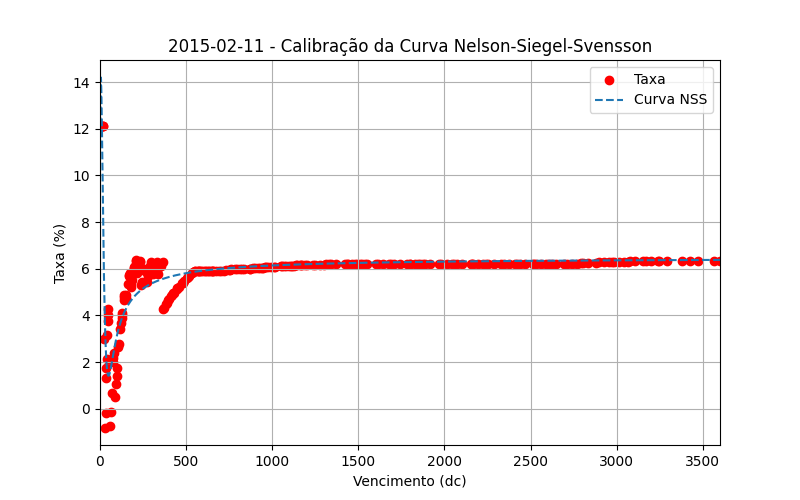 2015-02-11 - Calibração da Curva Nelson-Siegel-Svensson
Taxa
Curva NSS
Taxa (%)
14
12
10
8
6
4
2
0
0 500 1000 1500 2000 2500 3000 3500
Vencimento (dc)